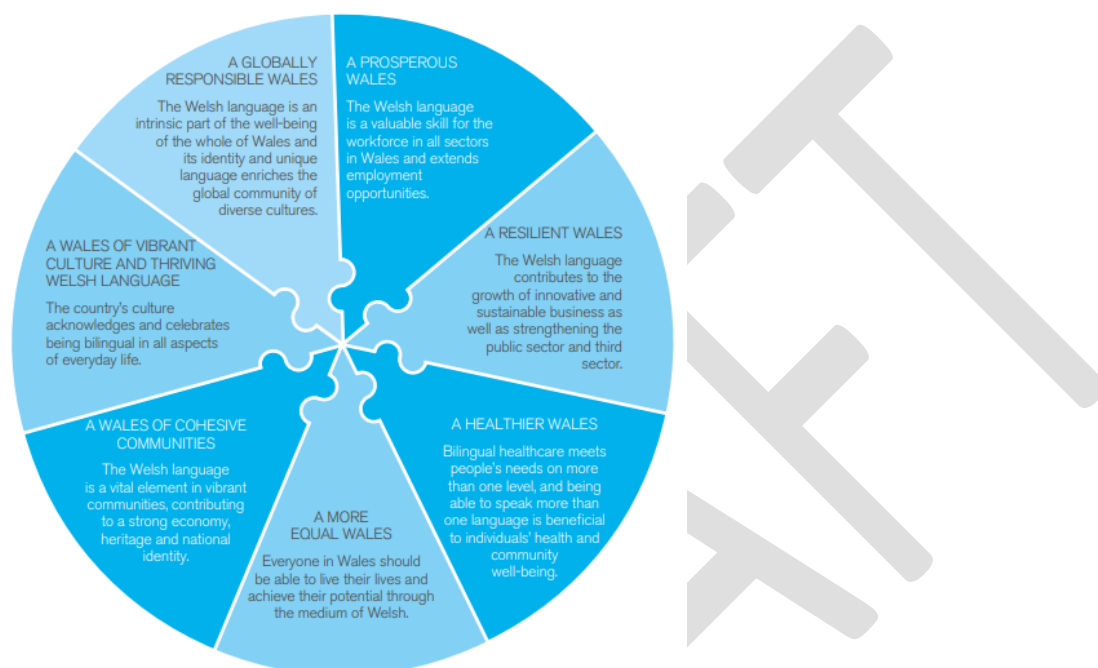 A GLOBALLY
RESPONSIBLE WALES
The Welsh language is an
intrinsic part of the well-being
of the whole of Wales and
its identity and unique
language enriches the
global community of
diverse cultures.
A PROSPEROUS
WALES
The Welsh language
is a valuable skill for the
workforce in all sectors
in Wales and extends
employment
opportunities.
A RESILIENT WALES
The Welsh language
contributes to the
growth of innovative and
sustainable business as
well as strengthening the
public sector and third
sector.
A HEALTHIER WALES
Bilingual healthcare meets
people's needs on more
than one level, and being
able to speak more than
one language is beneficial
to individuals' health and
community
well-being.
A MORE
EQUAL WALES
Everyone in Wales should
be able to live their lives and
achieve their potential through
the medium of Welsh.
A WALES OF COHESIVE
COMMUNITIES
The Welsh language
is a vital element in vibrant
communities, contributing
to a strong economy,
heritage and national
identity.
A WALES OF VIBRANT
CULTURE AND THRIVING
WELSH LANGUAGE
The country's culture
acknowledges and celebrates
being bilingual in all aspects
of everyday life.